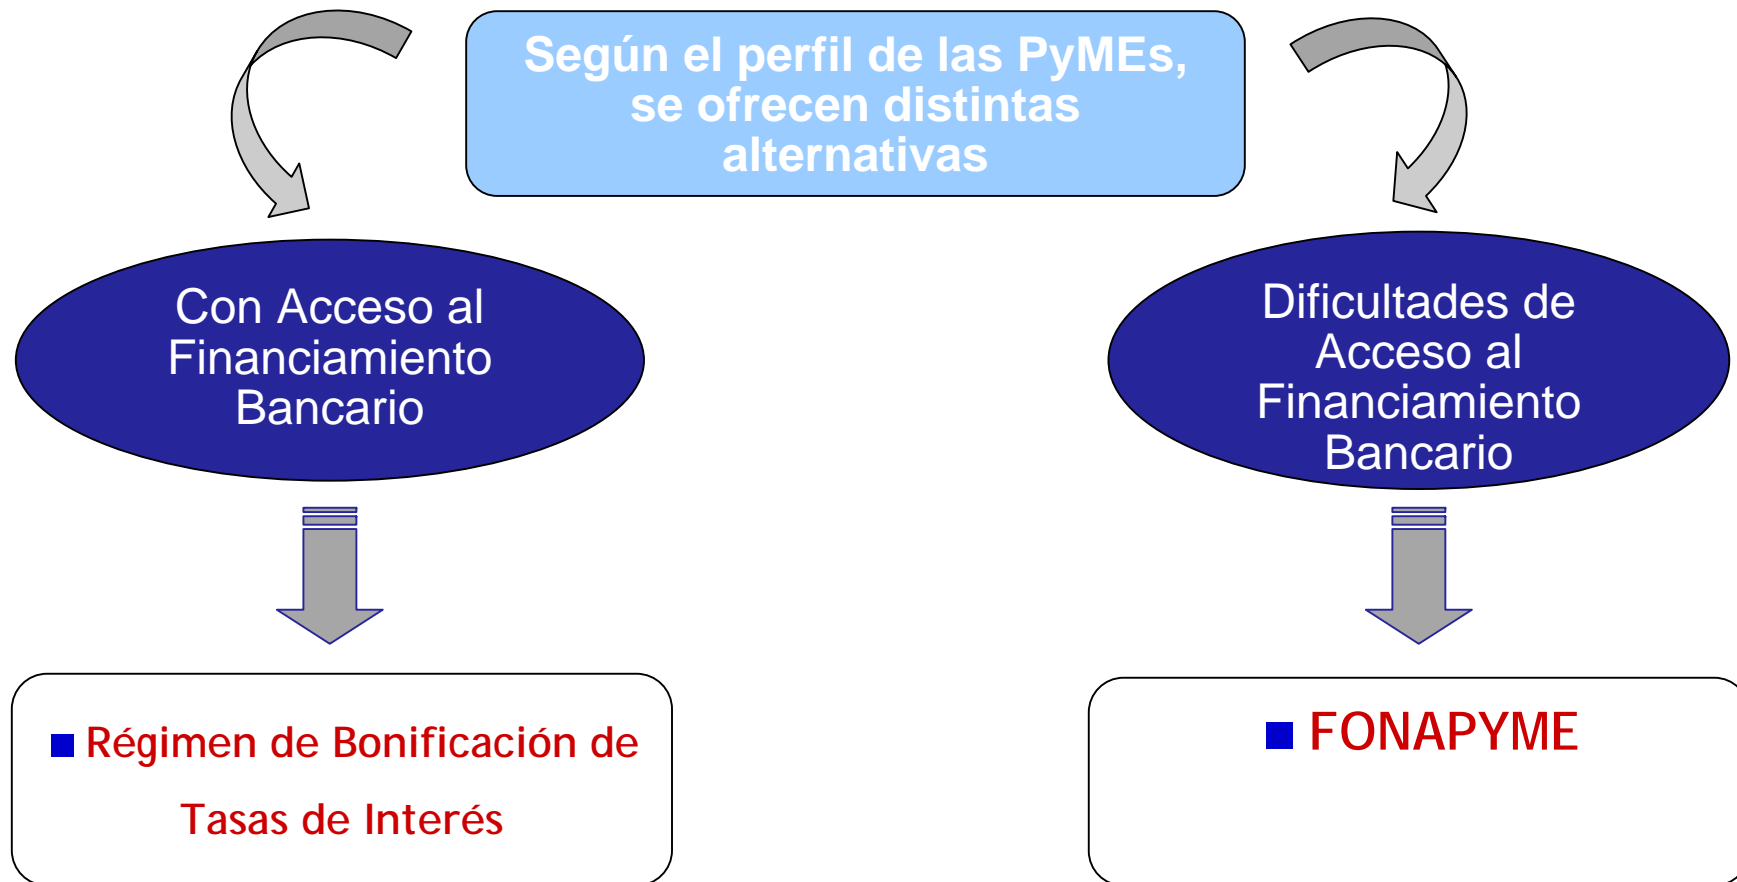 Según el perfil de las PyMEs,
se ofrecen distintas
alternativas
Con Acceso al
Financiamiento
Bancario
Dificultades de
Acceso al
Financiamiento
Bancario
Régimen de Bonificación de
Tasas de Interés
FONAPYME